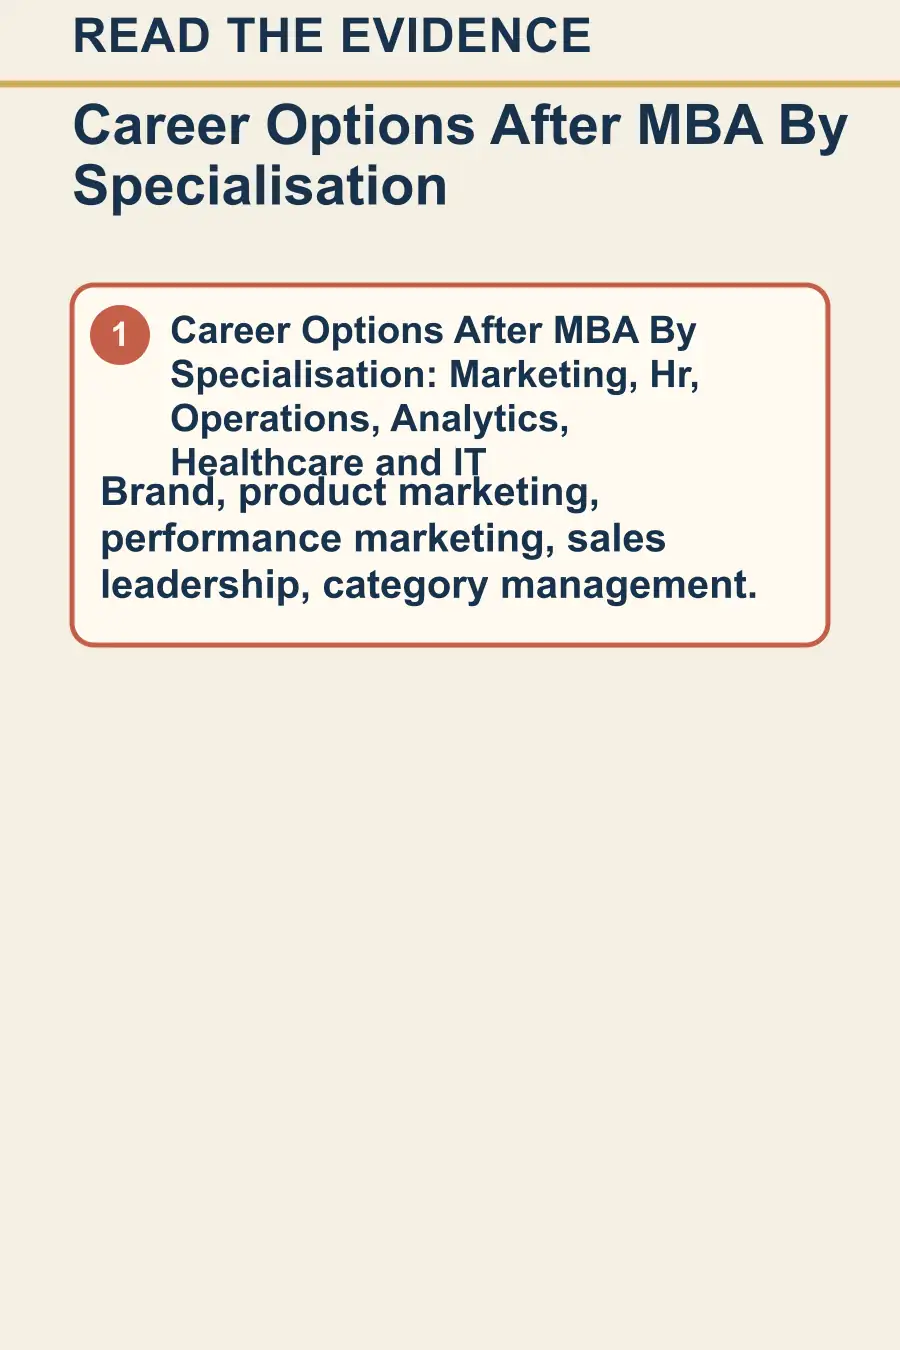 READ THE EVIDENCE
Career Options After MBA By
Specialisation
1
Career Options After MBA By
Specialisation: Marketing, Hr,
Operations, Analytics,
Healthcare and IT
Brand, product marketing,
performance marketing, sales
leadership, category management.